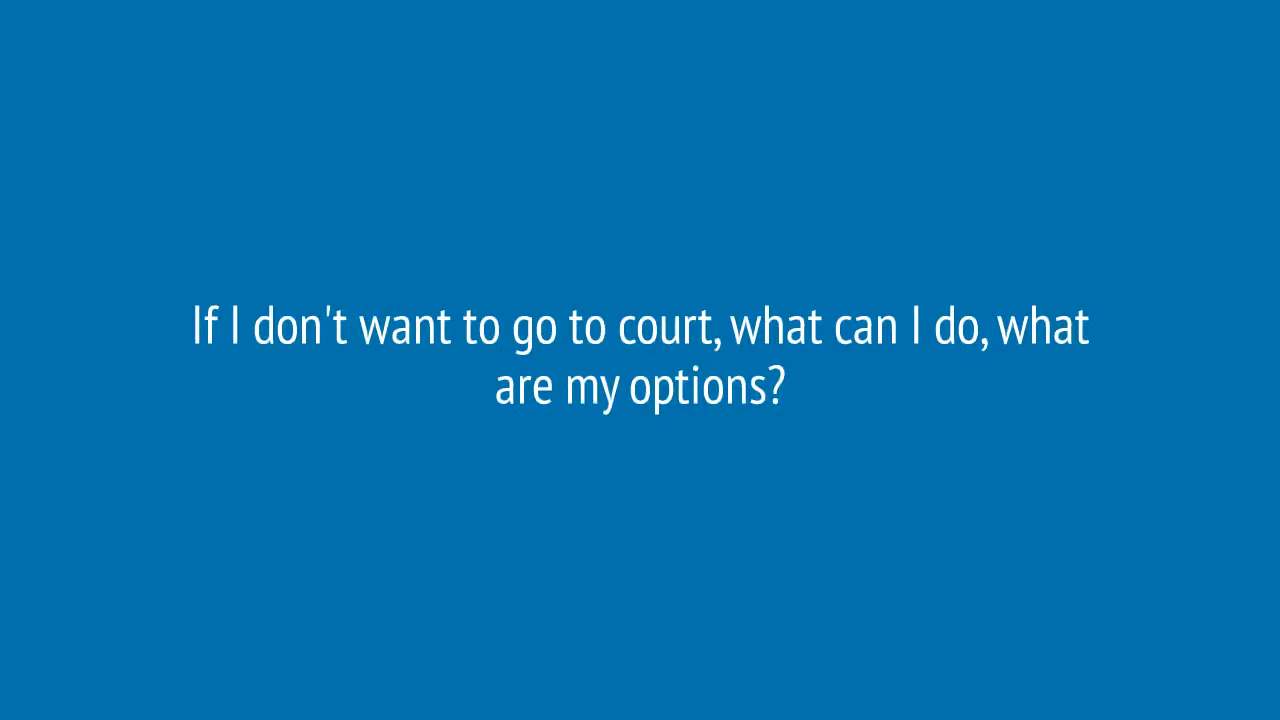 If I don't want to go to court, what can I do, what
are my options?